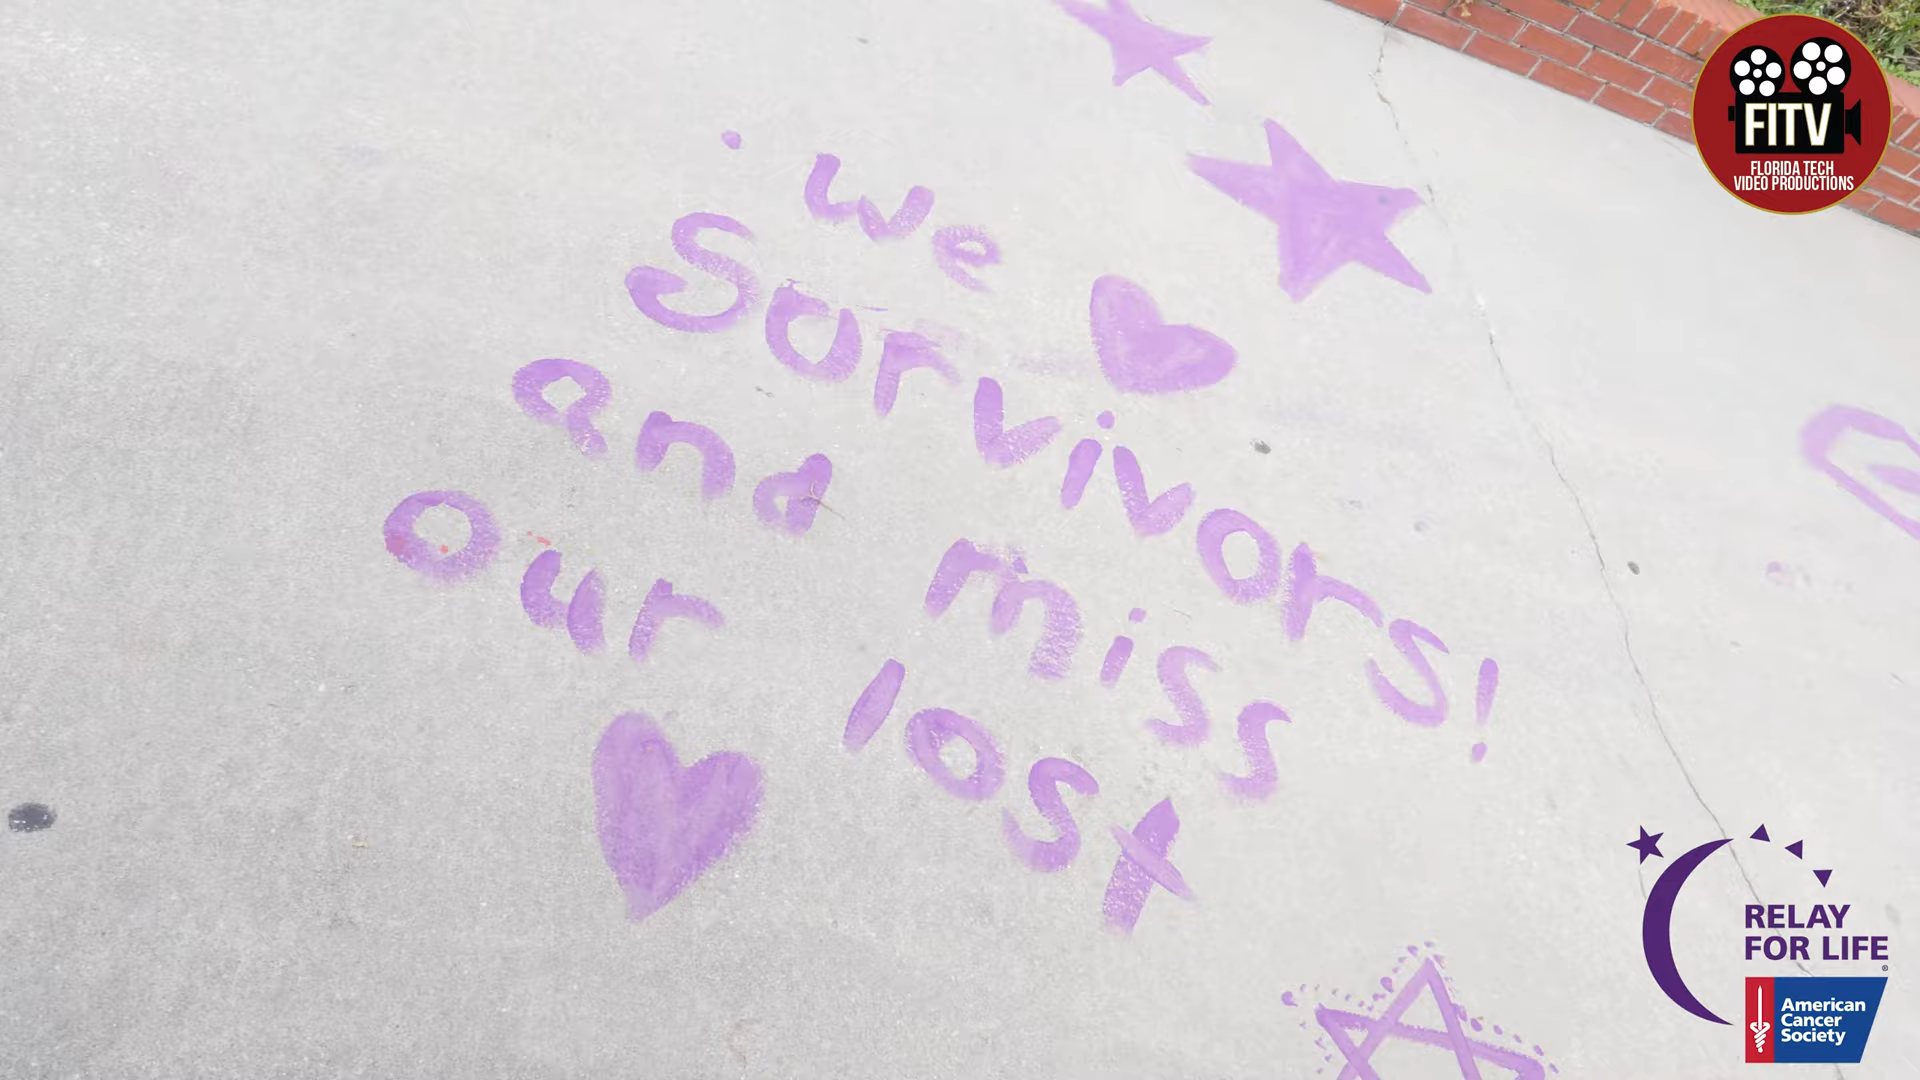 we
Survivors!
and miss
our lost
FITV
FLORIDA TECH
VIDEO PRODUCTIONS
RELAY
FOR LIFE
®
American
Cancer
Society